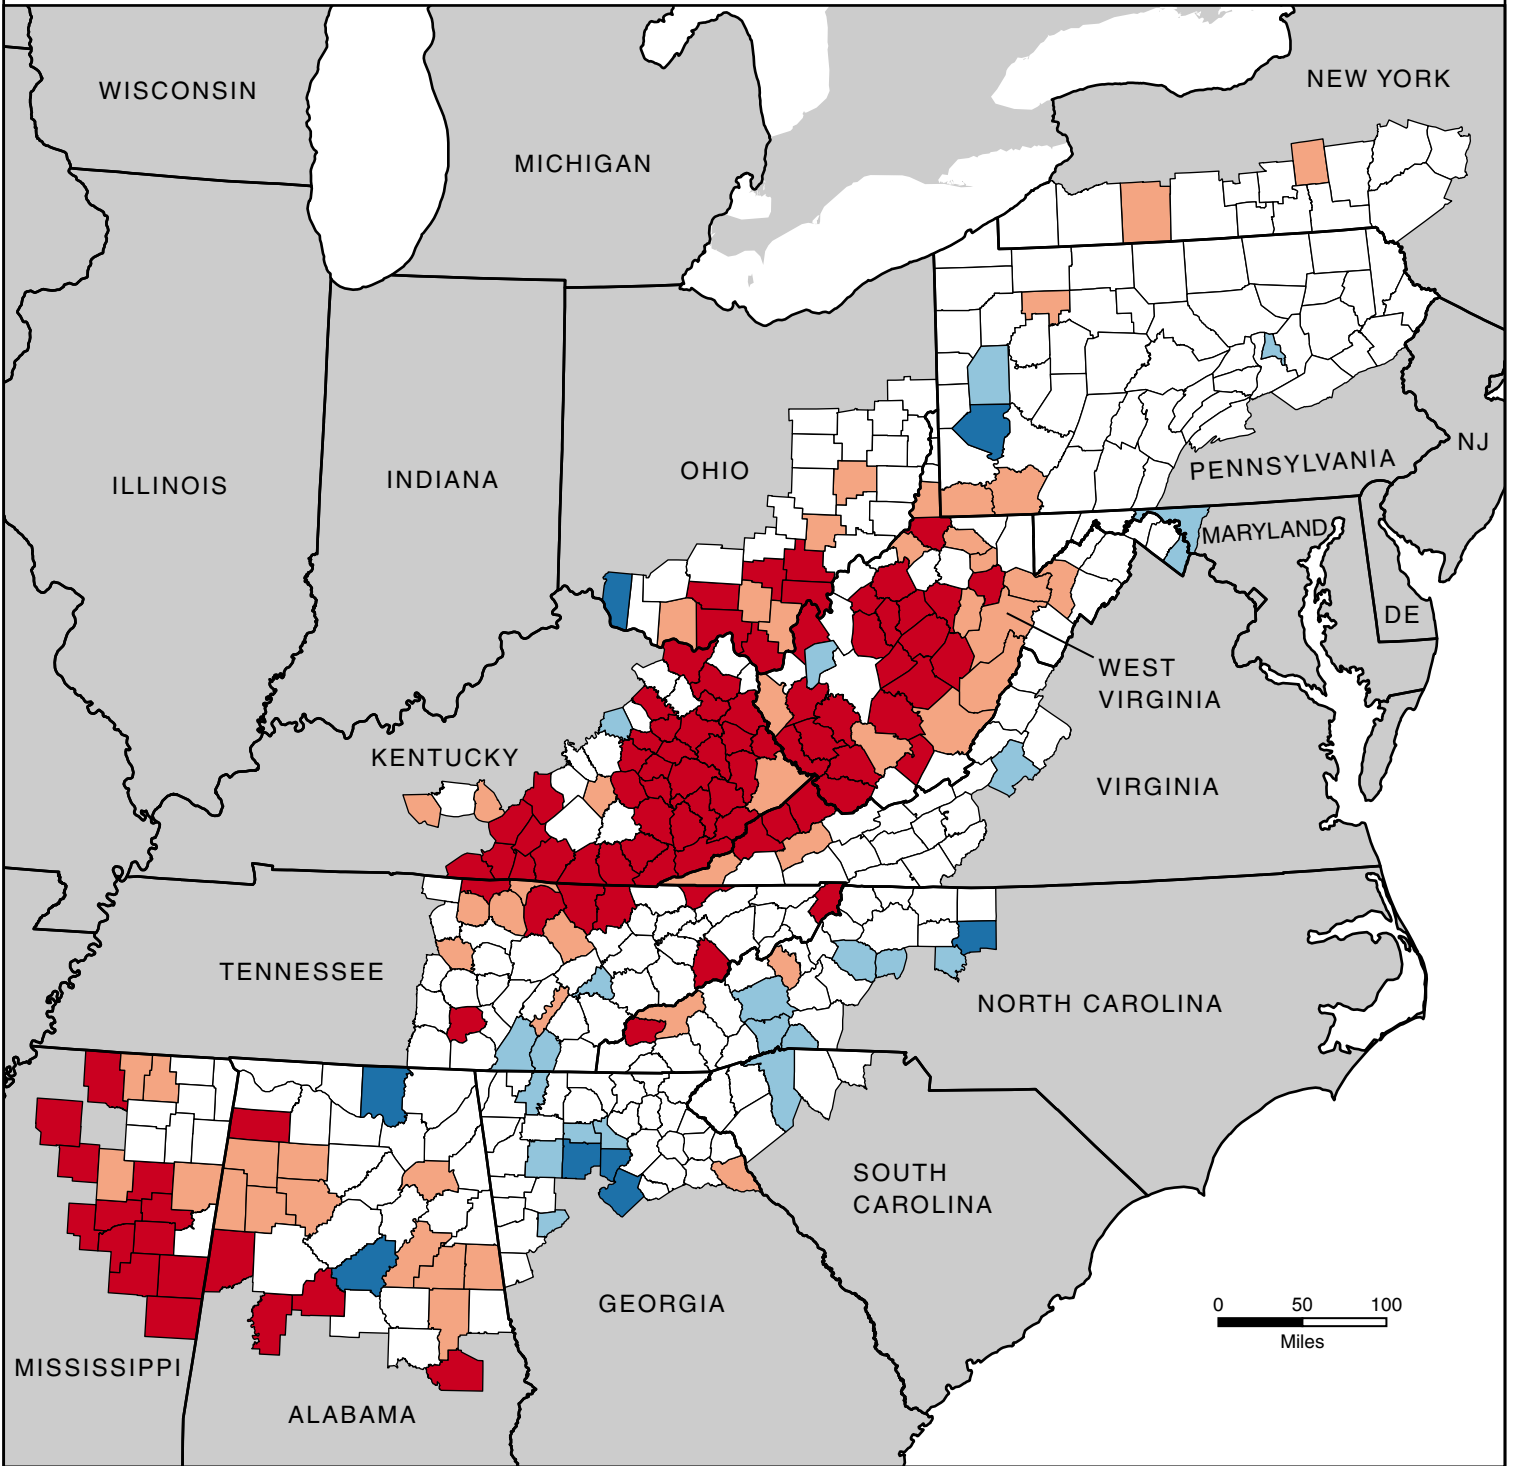 WISCONSIN
MICHIGAN
NEW YORK
ILLINOIS
INDIANA
OHIO
PENNSYLVANIA
NJ
MARYLAND
DE
WEST
VIRGINIA
KENTUCKY
VIRGINIA
TENNESSEE
NORTH CAROLINA
SOUTH
CAROLINA
GEORGIA
0 50 100
Miles
MISSISSIPPI
ALABAMA